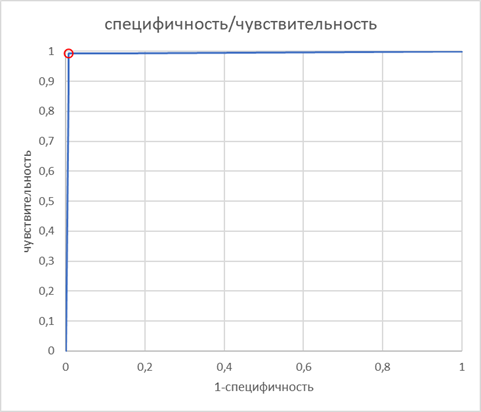 специфичность/чувствительность
1
0,9
0,8
0,7
0,6
0,5
0,4
0,3
0,2
0,1
0
чувствительность
0 0,2 0,4 0,6 0,8 1
1-специфичность